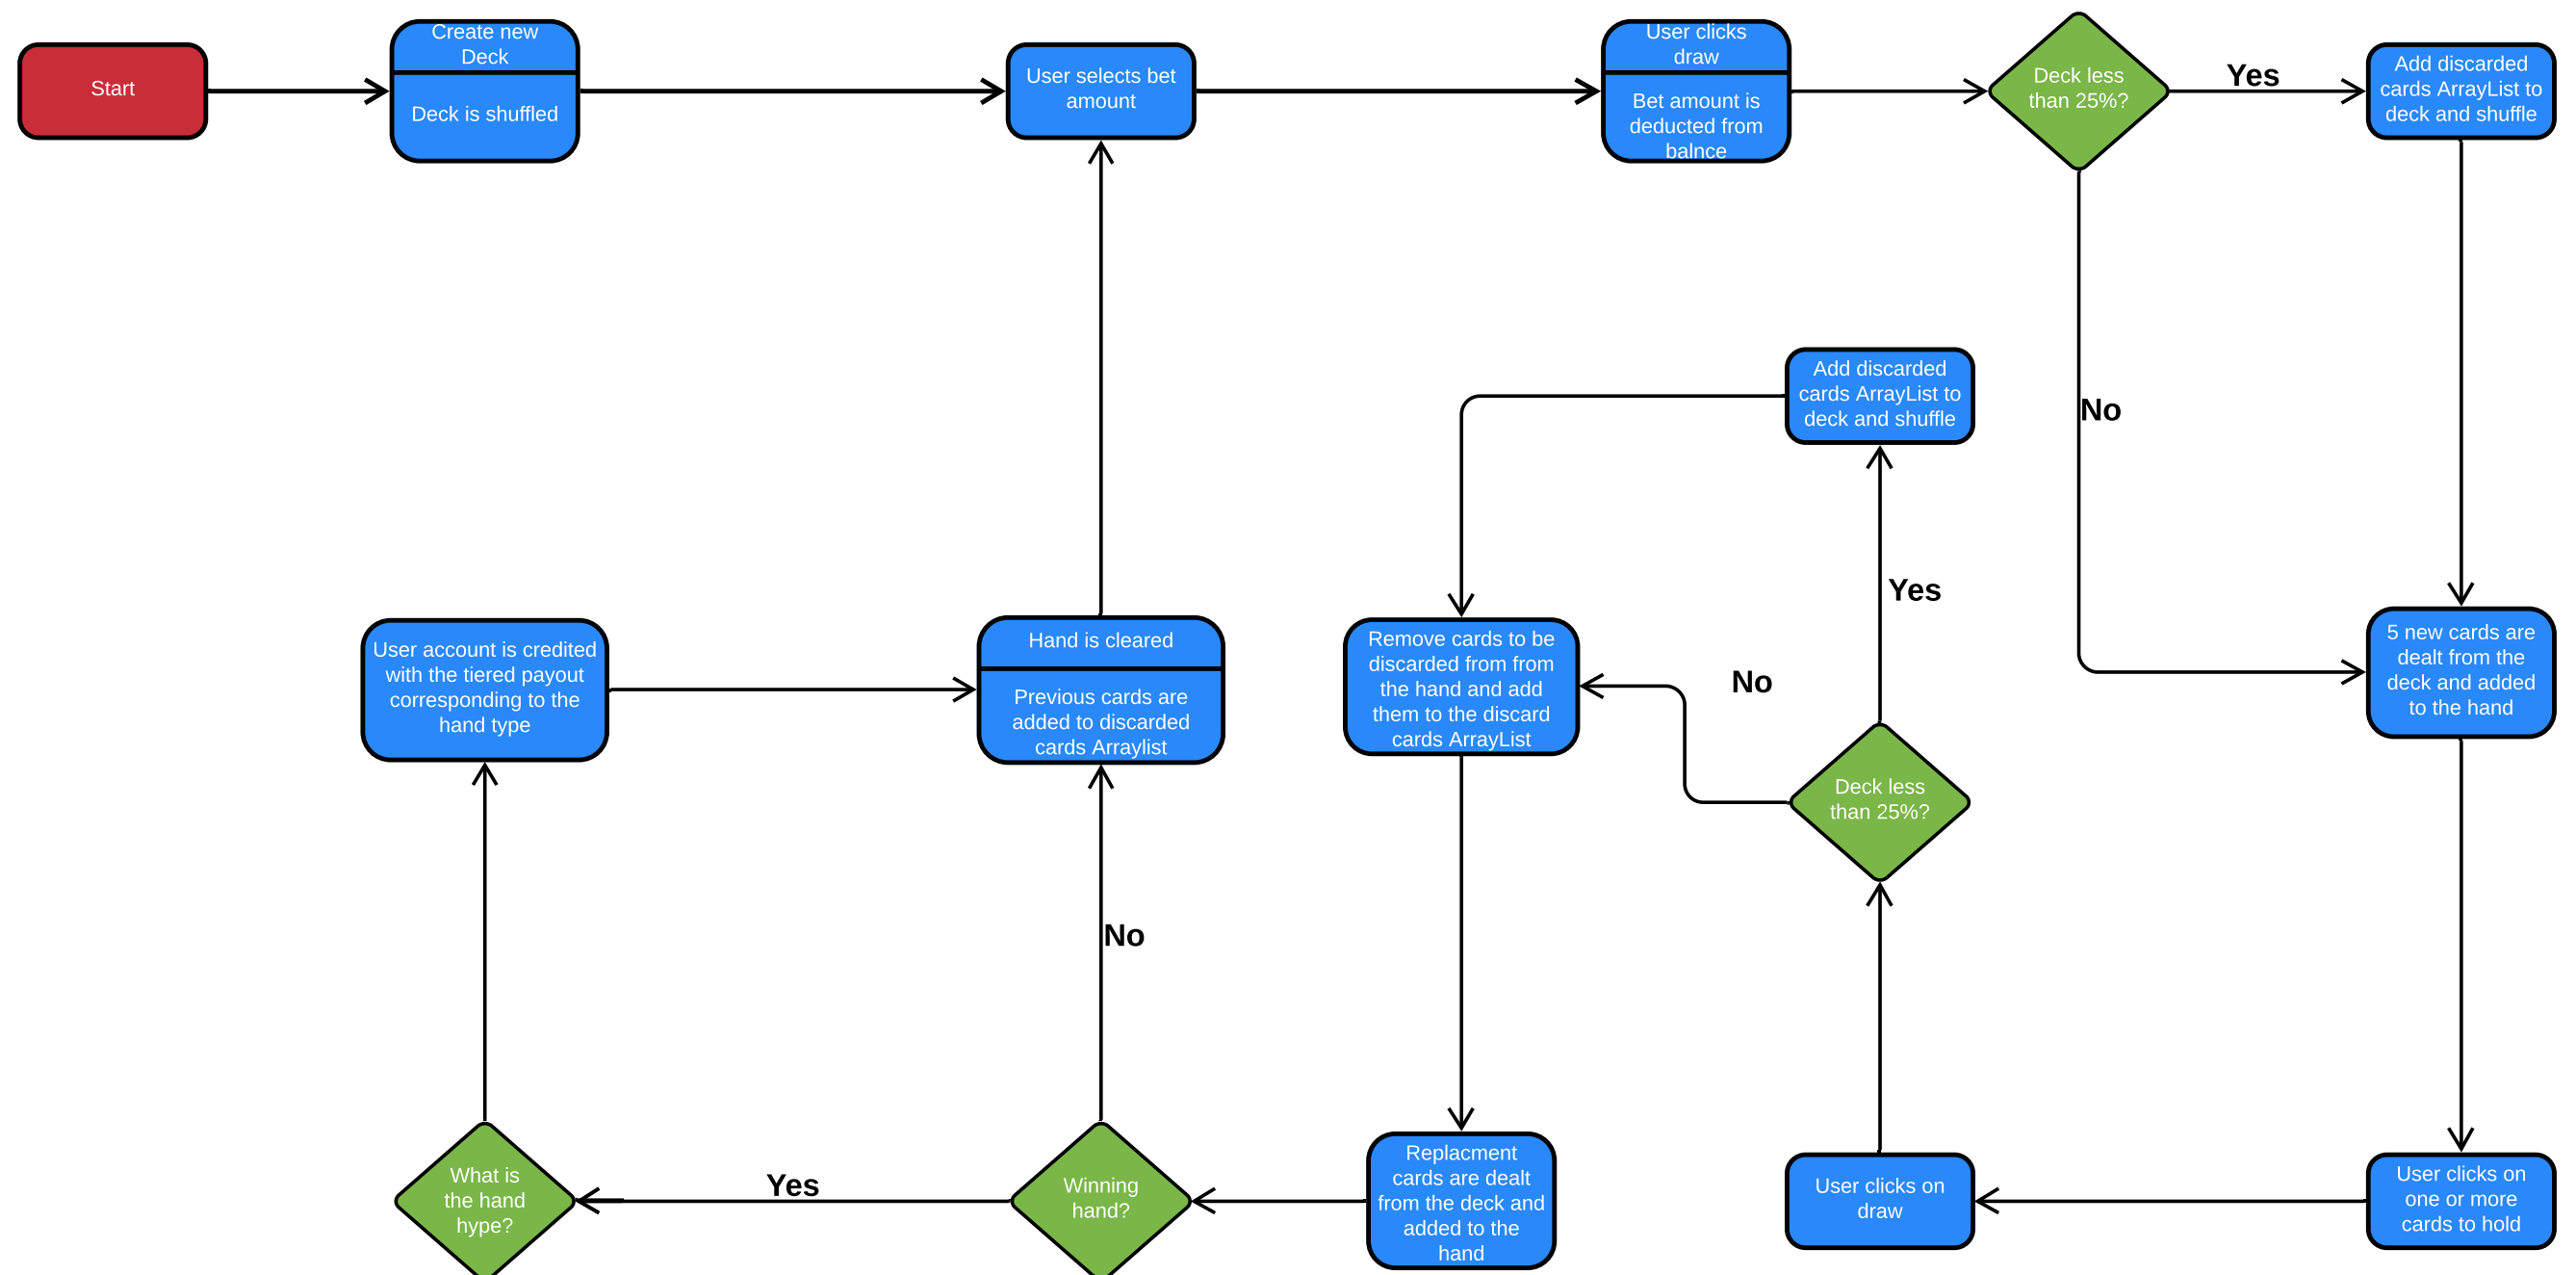 Start
Create new
Deck
Deck is shuffled
User selects bet
amount
User clicks
draw
Bet amount is
deducted from
balnce
Deck less
than 25%?
Yes
Add discarded
cards ArrayList to
deck and shuffle
No
Add discarded
cards ArrayList to
deck and shuffle
Yes
User account is credited
with the tiered payout
corresponding to the
hand type
Hand is cleared
Previous cards are
added to discarded
cards Arraylist
Remove cards to be
discarded from from
the hand and add
them to the discard
cards ArrayList
No
5 new cards are
dealt from the
deck and added
to the hand
Deck less
than 25%?
No
What is
the hand
hype?
Yes
Winning
hand?
Replacment
cards are dealt
from the deck and
added to the
hand
User clicks on
draw
User clicks on
one or more
cards to hold